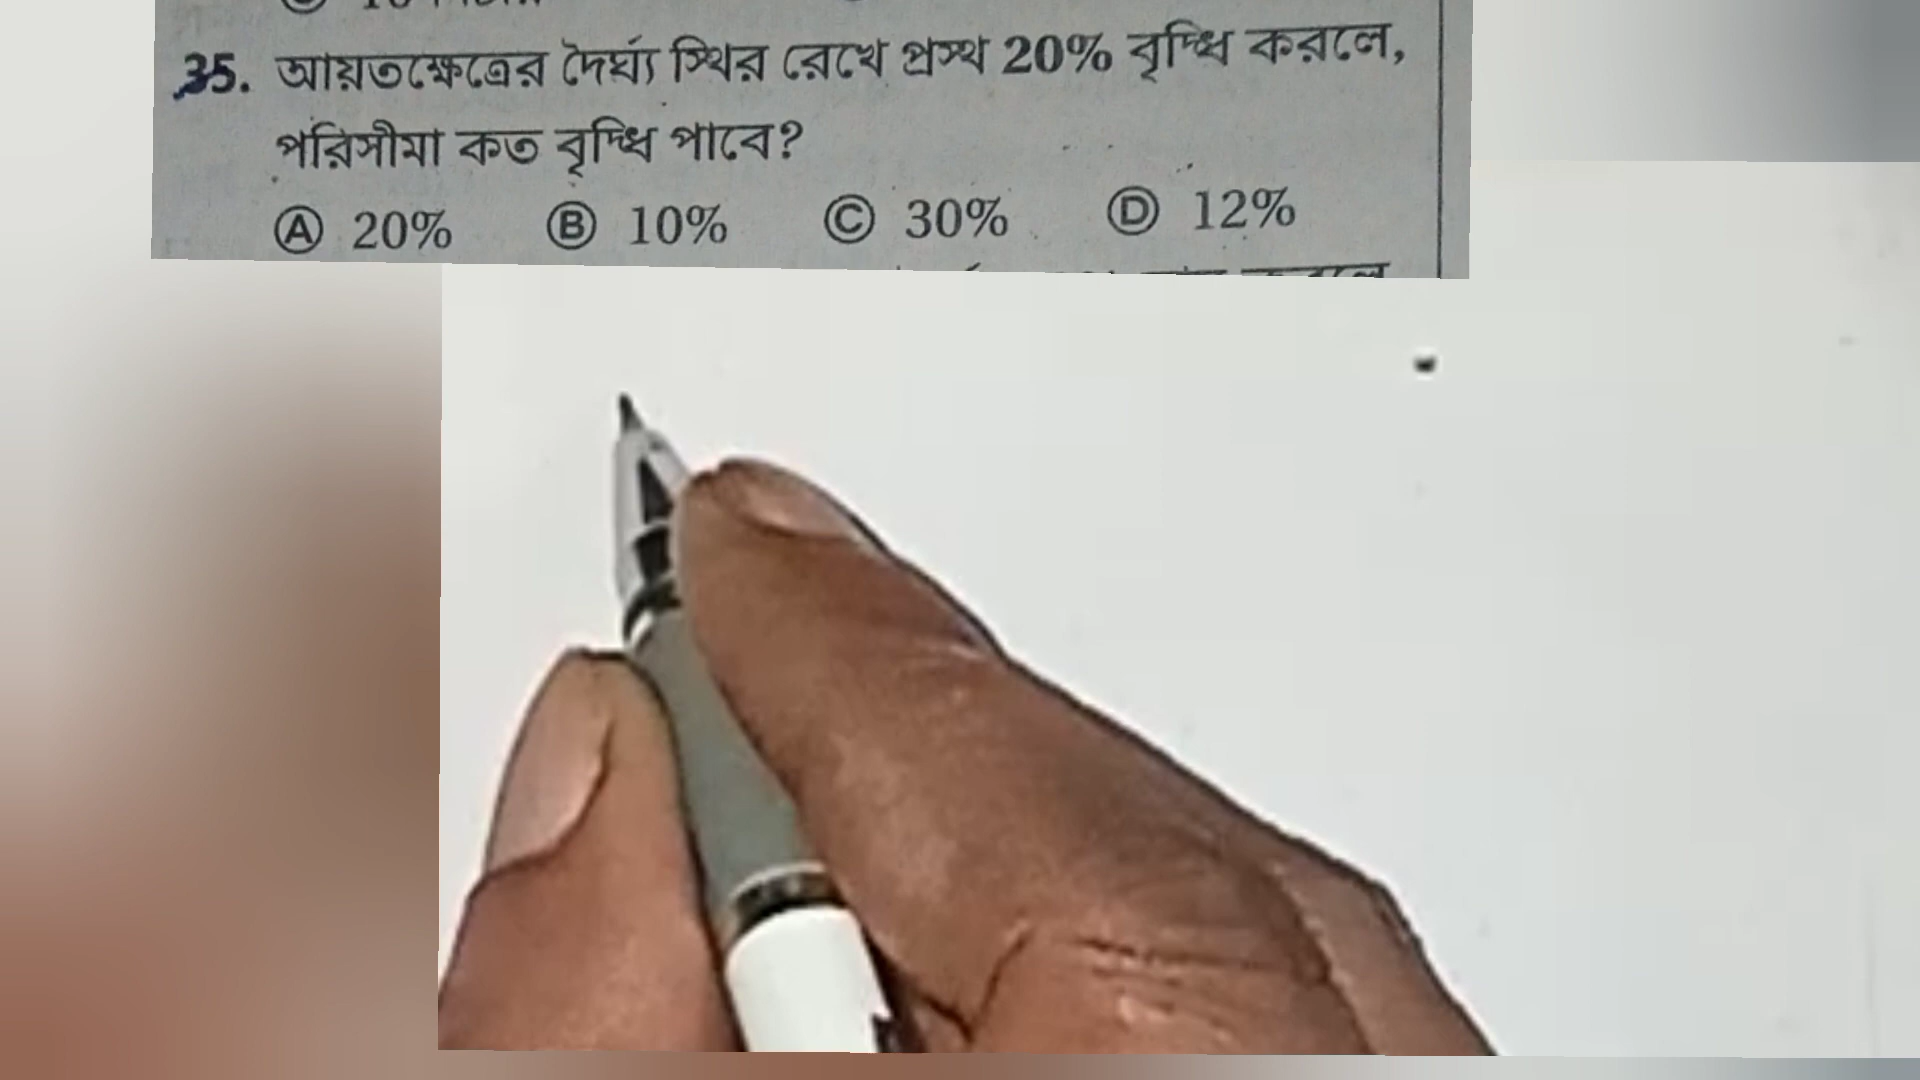 35. আয়তক্ষেত্রের দৈর্ঘ্য স্থির রেখে প্রস্থ 20% বৃদ্ধি করলে,
পরিসীমা কত বৃদ্ধি পাবে?
Ⓐ 20% Ⓑ 10% Ⓒ 30% Ⓓ 12%